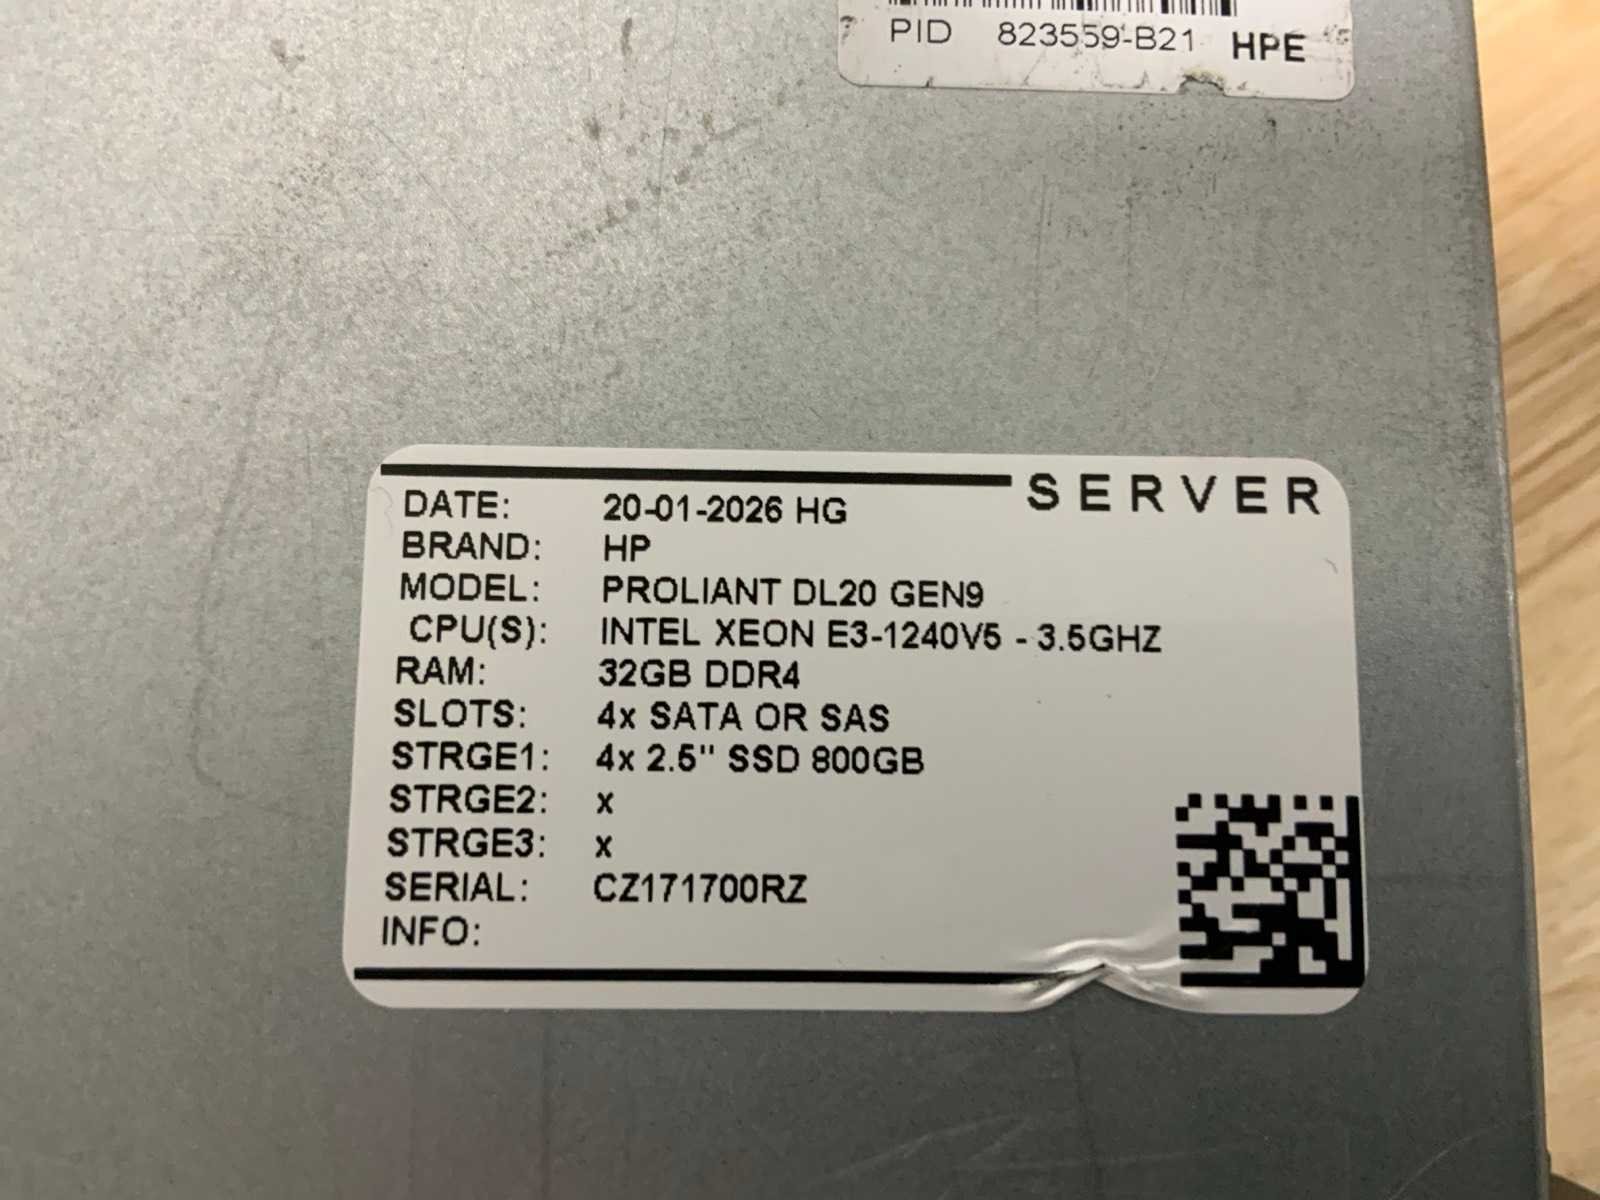 PID 823559-B21 HPE
SERVER
DATE: 20-01-2026 HG
BRAND: HP
MODEL: PROLIANT DL20 GEN9
CPU(S): INTEL XEON E3-1240V5 - 3.5GHZ
RAM: 32GB DDR4
SLOTS: 4x SATA OR SAS
STRGE1: 4x 2.5" SSD 800GB
STRGE2: x
STRGE3: x
SERIAL: CZ171700RZ
INFO: